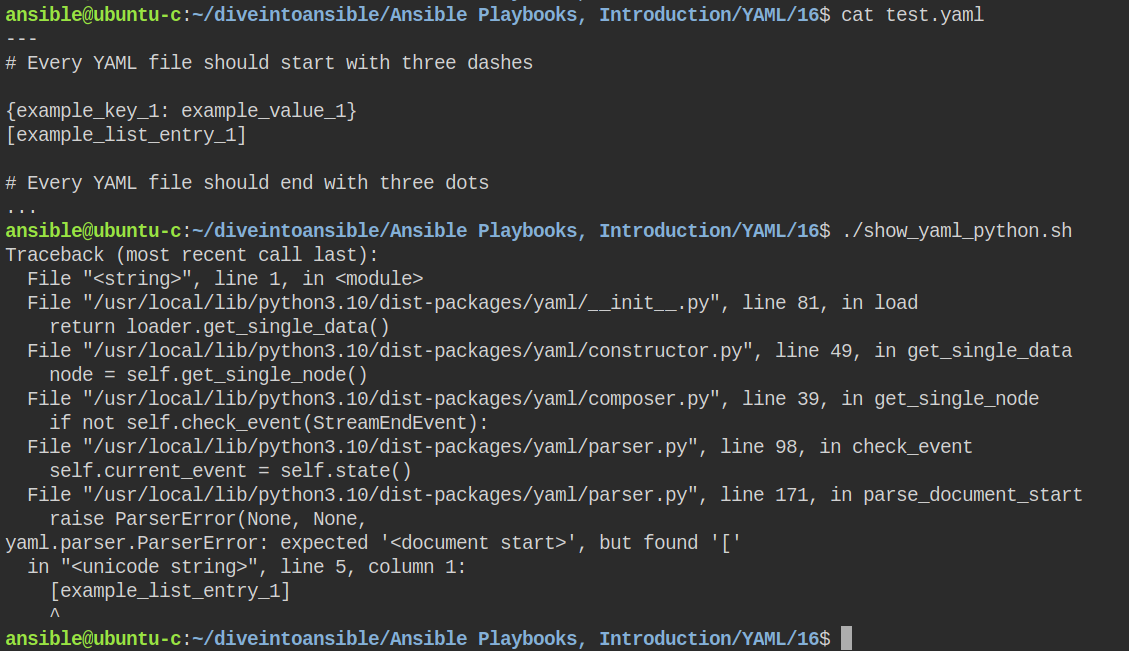 ansible@ubuntu-c:~/diveintoansible/Ansible Playbooks, Introduction/YAML/16$ cat test.yaml
---
# Every YAML file should start with three dashes

{example_key_1: example_value_1}
[example_list_entry_1]

# Every YAML file should end with three dots
...
ansible@ubuntu-c:~/diveintoansible/Ansible Playbooks, Introduction/YAML/16$ ./show_yaml_python.sh
Traceback (most recent call last):
  File "<string>", line 1, in <module>
  File "/usr/local/lib/python3.10/dist-packages/yaml/__init__.py", line 81, in load
    return loader.get_single_data()
  File "/usr/local/lib/python3.10/dist-packages/yaml/constructor.py", line 49, in get_single_data
    node = self.get_single_node()
  File "/usr/local/lib/python3.10/dist-packages/yaml/composer.py", line 39, in get_single_node
    if not self.check_event(StreamEndEvent):
  File "/usr/local/lib/python3.10/dist-packages/yaml/parser.py", line 98, in check_event
    self.current_event = self.state()
  File "/usr/local/lib/python3.10/dist-packages/yaml/parser.py", line 171, in parse_document_start
    raise ParserError(None, None,
yaml.parser.ParserError: expected '<document start>', but found '['
  in "<unicode string>", line 5, column 1:
    [example_list_entry_1]
    ^
ansible@ubuntu-c:~/diveintoansible/Ansible Playbooks, Introduction/YAML/16$